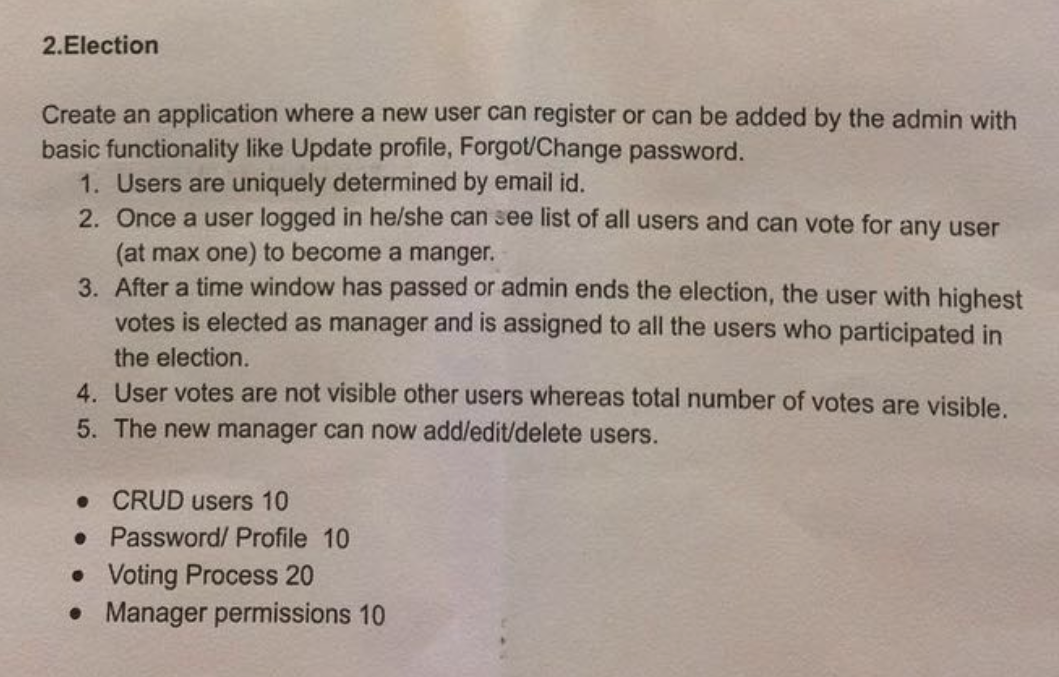 2.Election
Create an application where a new user can register or can be added by the admin with
basic functionality like Update profile, Forgot/Change password.
1. Users are uniquely determined by email id.
2. Once a user logged in he/she can see list of all users and can vote for any user
(at max one) to become a manger.
3. After a time window has passed or admin ends the election, the user with highest
votes is elected as manager and is assigned to all the users who participated in
the election.
4. User votes are not visible other users whereas total number of votes are visible.
5. The new manager can now add/edit/delete users.
• CRUD users 10
• Password/ Profile 10
• Voting Process 20
• Manager permissions 10